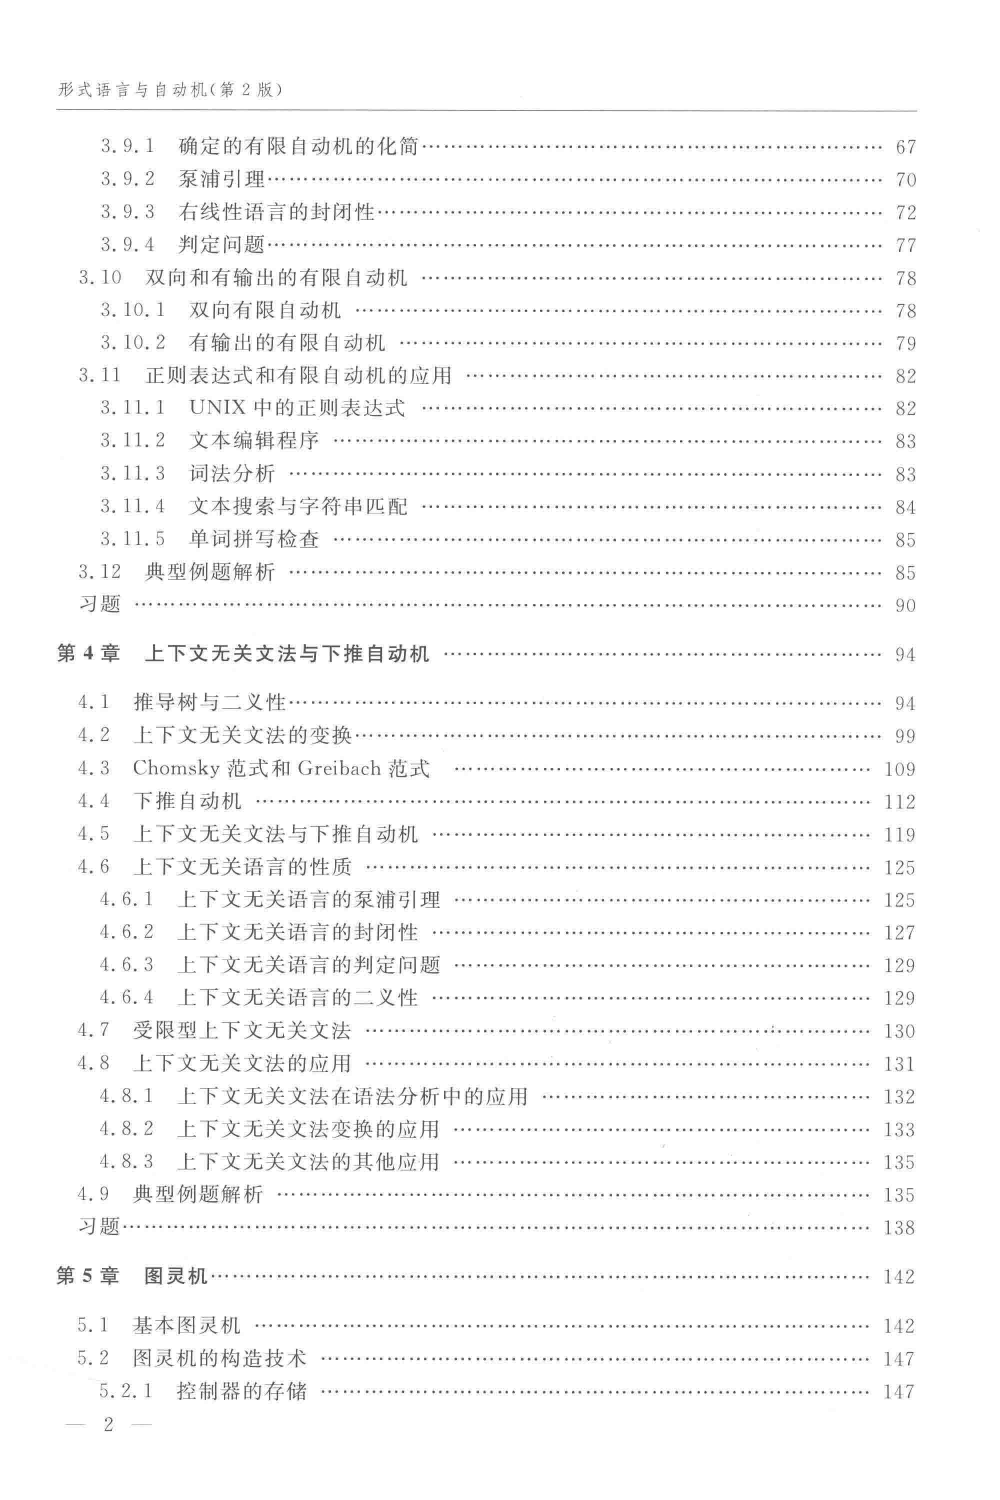 形式语言与自动机(第2版)
3.9.1 确定的有限自动机的化简…………………………………………………… 67
3.9.2 泵浦引理…………………………………………………………………… 70
3.9.3 右线性语言的封闭性……………………………………………………… 72
3.9.4 判定问题…………………………………………………………………… 77
3.10 双向和有输出的有限自动机 …………………………………………………… 78
3.10.1 双向有限自动机 ………………………………………………………… 78
3.10.2 有输出的有限自动机 …………………………………………………… 79
3.11 正则表达式和有限自动机的应用 ……………………………………………… 82
3.11.1 UNIX中的正则表达式 …………………………………………………… 82
3.11.2 文本编辑程序 …………………………………………………………… 83
3.11.3 词法分析 ………………………………………………………………… 83
3.11.4 文本搜索与字符串匹配 ………………………………………………… 84
3.11.5 单词拼写检查 …………………………………………………………… 85
3.12 典型例题解析 …………………………………………………………………… 85
习题 …………………………………………………………………………………… 90
第4章 上下文无关文法与下推自动机 ……………………………………………… 94
4.1 推导树与二义性…………………………………………………………………… 94
4.2 上下文无关文法的变换…………………………………………………………… 99
4.3 Chomsky范式和Greibach范式 ………………………………………………… 109
4.4 下推自动机 ……………………………………………………………………… 112
4.5 上下文无关文法与下推自动机 ………………………………………………… 119
4.6 上下文无关语言的性质 ………………………………………………………… 125
4.6.1 上下文无关语言的泵浦引理 …………………………………………… 125
4.6.2 上下文无关语言的封闭性 ……………………………………………… 127
4.6.3 上下文无关语言的判定问题 …………………………………………… 129
4.6.4 上下文无关语言的二义性 ……………………………………………… 129
4.7 受限型上下文无关文法 ………………………………………………………… 130
4.8 上下文无关文法的应用 ………………………………………………………… 131
4.8.1 上下文无关文法在语法分析中的应用 ………………………………… 132
4.8.2 上下文无关文法变换的应用 …………………………………………… 133
4.8.3 上下文无关文法的其他应用 …………………………………………… 135
4.9 典型例题解析 …………………………………………………………………… 135
习题…………………………………………………………………………………… 138
第5章 图灵机………………………………………………………………………… 142
5.1 基本图灵机 ……………………………………………………………………… 142
5.2 图灵机的构造技术 ……………………………………………………………… 147
5.2.1 控制器的存储 …………………………………………………………… 147
— 2 —